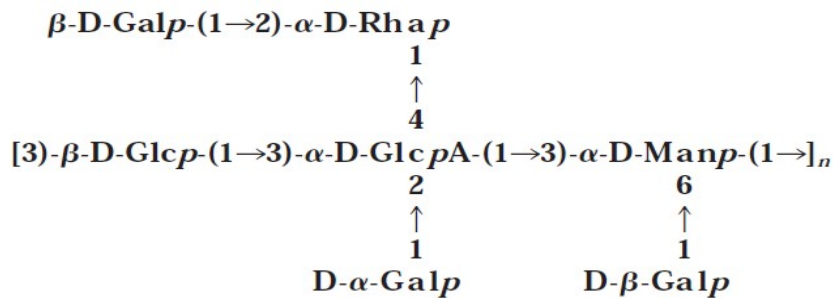 β-D-Galp-(1→2)-α-D-Rhap
1
↑
4
[3)-β-D-Glcp-(1→3)-α-D-GlcpA-(1→3)-α-D-Manp-(1→]n
2 6
↑ ↑
1 1
D-α-Galp D-β-Galp